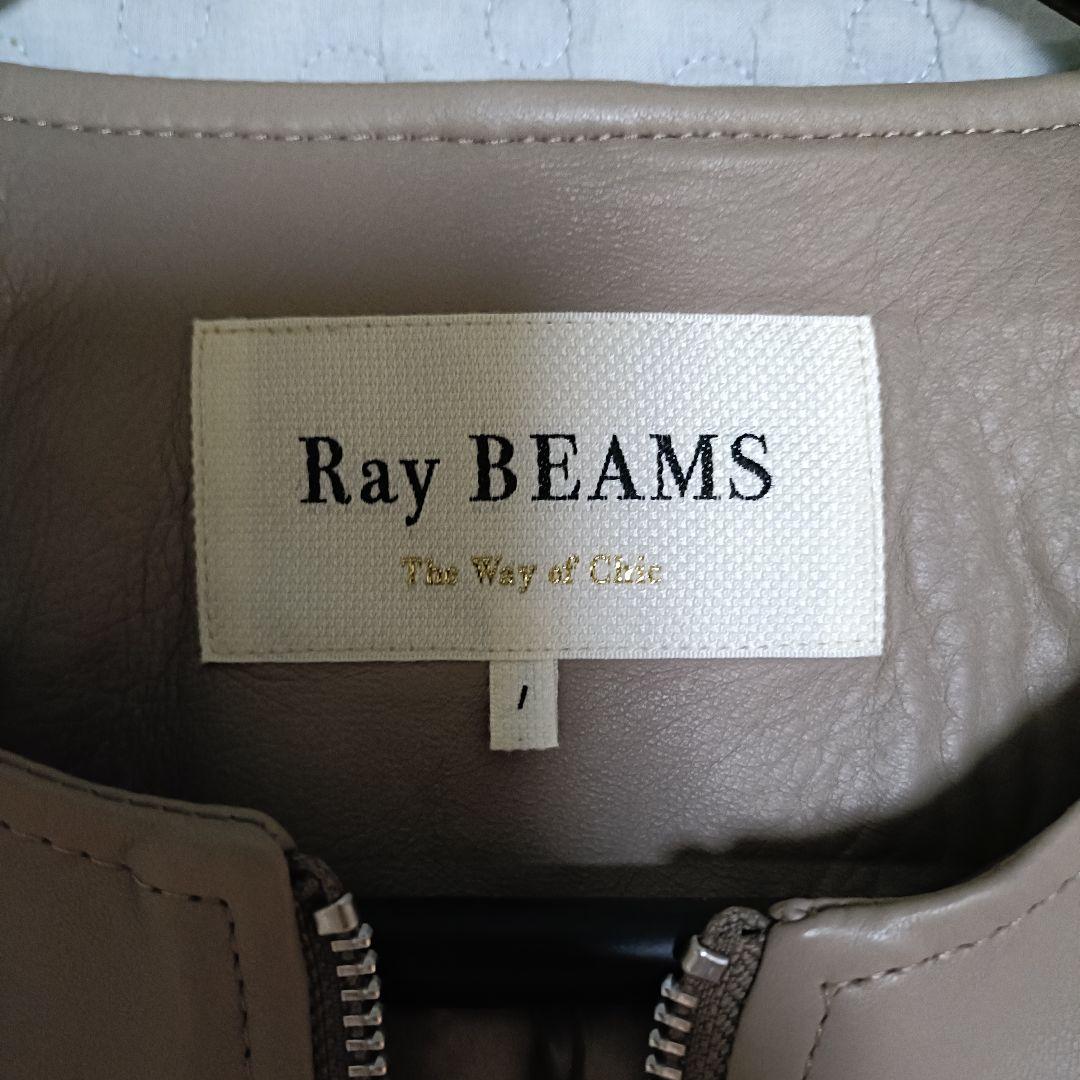 Ray BEAMS
The Way of Chic
1